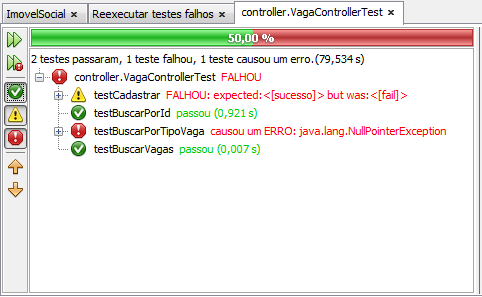 ImovelSocial × Reexecutar testes falhos × controller.VagaControllerTest ×
50,00 %
2 testes passaram, 1 teste falhou, 1 teste causou um erro.(79,534 s)
controller.VagaControllerTest FALHOU
testCadastrar FALHOU: expected:<[sucesso]> but was:<[fail]>
testBuscarPorId passou (0,921 s)
testBuscarPorTipoVaga causou um ERRO: java.lang.NullPointerException
testBuscarVagas passou (0,007 s)